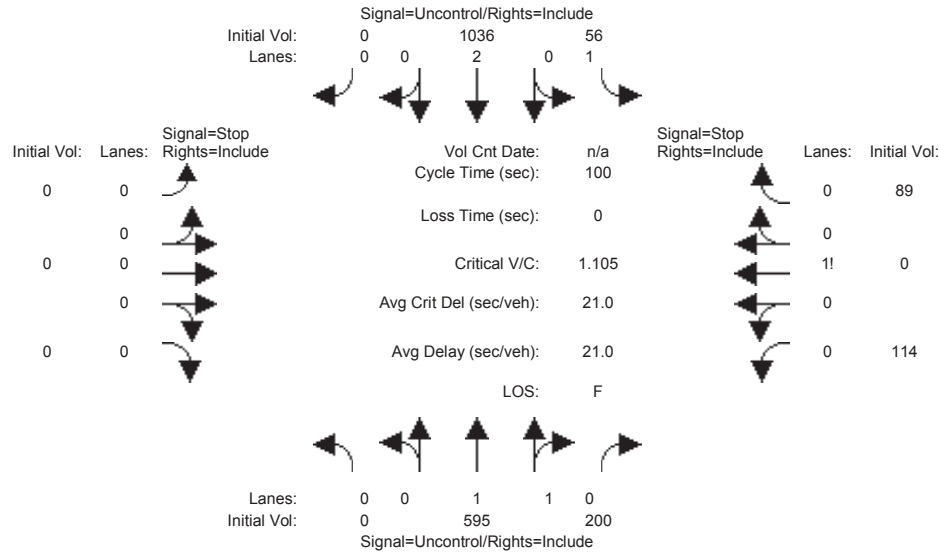 Signal=Uncontrol/Rights=Include
Initial Vol: 0 1036 56
Lanes: 0 0 2 0 1
Signal=Stop Signal=Stop
Initial Vol: Lanes: Rights=Include Vol Cnt Date: n/a Rights=Include Lanes: Initial Vol:
Cycle Time (sec): 100
0 0 0 89
Loss Time (sec): 0
0 0
0 0 Critical V/C: 1.105 1! 0
0 Avg Crit Del (sec/veh): 21.0 0
0 0 Avg Delay (sec/veh): 21.0 0 114
LOS: F
Lanes: 0 0 1 1 0
Initial Vol: 0 595 200
Signal=Uncontrol/Rights=Include